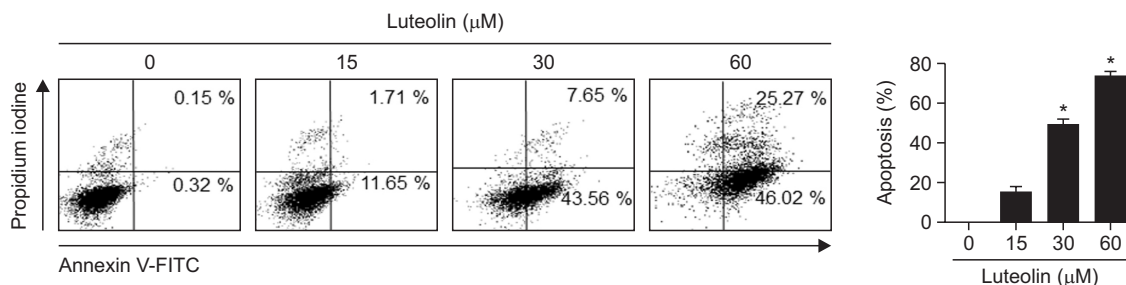 Luteolin (μM)
0 15 30 60
Propidium iodine
0.15 % 1.71 % 7.65 % 25.27 %
0.32 % 11.65 % 43.56 % 46.02 %
Annexin V-FITC
Apoptosis (%)
80
60
40
20
0
* *
0 15 30 60
Luteolin (μM)